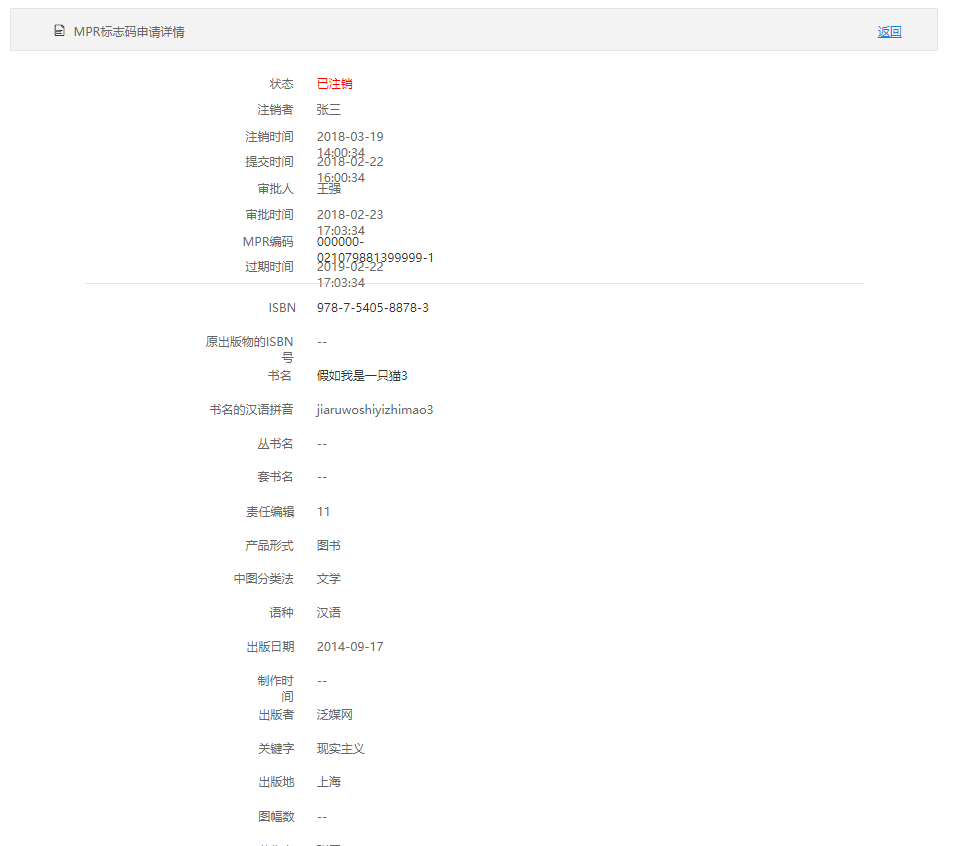 MPR标志码申请详情 返回
状态 已注销
注销者 张三
注销时间 2018-03-19
14:00:34
提交时间 2018-02-22
16:00:34
审批人 王强
审批时间 2018-02-23
17:03:34
MPR编码 000000-
021079881399999-1
过期时间 2019-02-22
17:03:34
ISBN 978-7-5405-8878-3
原出版物的ISBN --
号
书名 假如我是一只猫3
书名的汉语拼音 jiaruwoshiyizhimao3
丛书名 --
套书名 --
责任编辑 11
产品形式 图书
中图分类法 文学
语种 汉语
出版日期 2014-09-17
制作时 --
间
出版者 泛媒网
关键字 现实主义
出版地 上海
图幅数 --